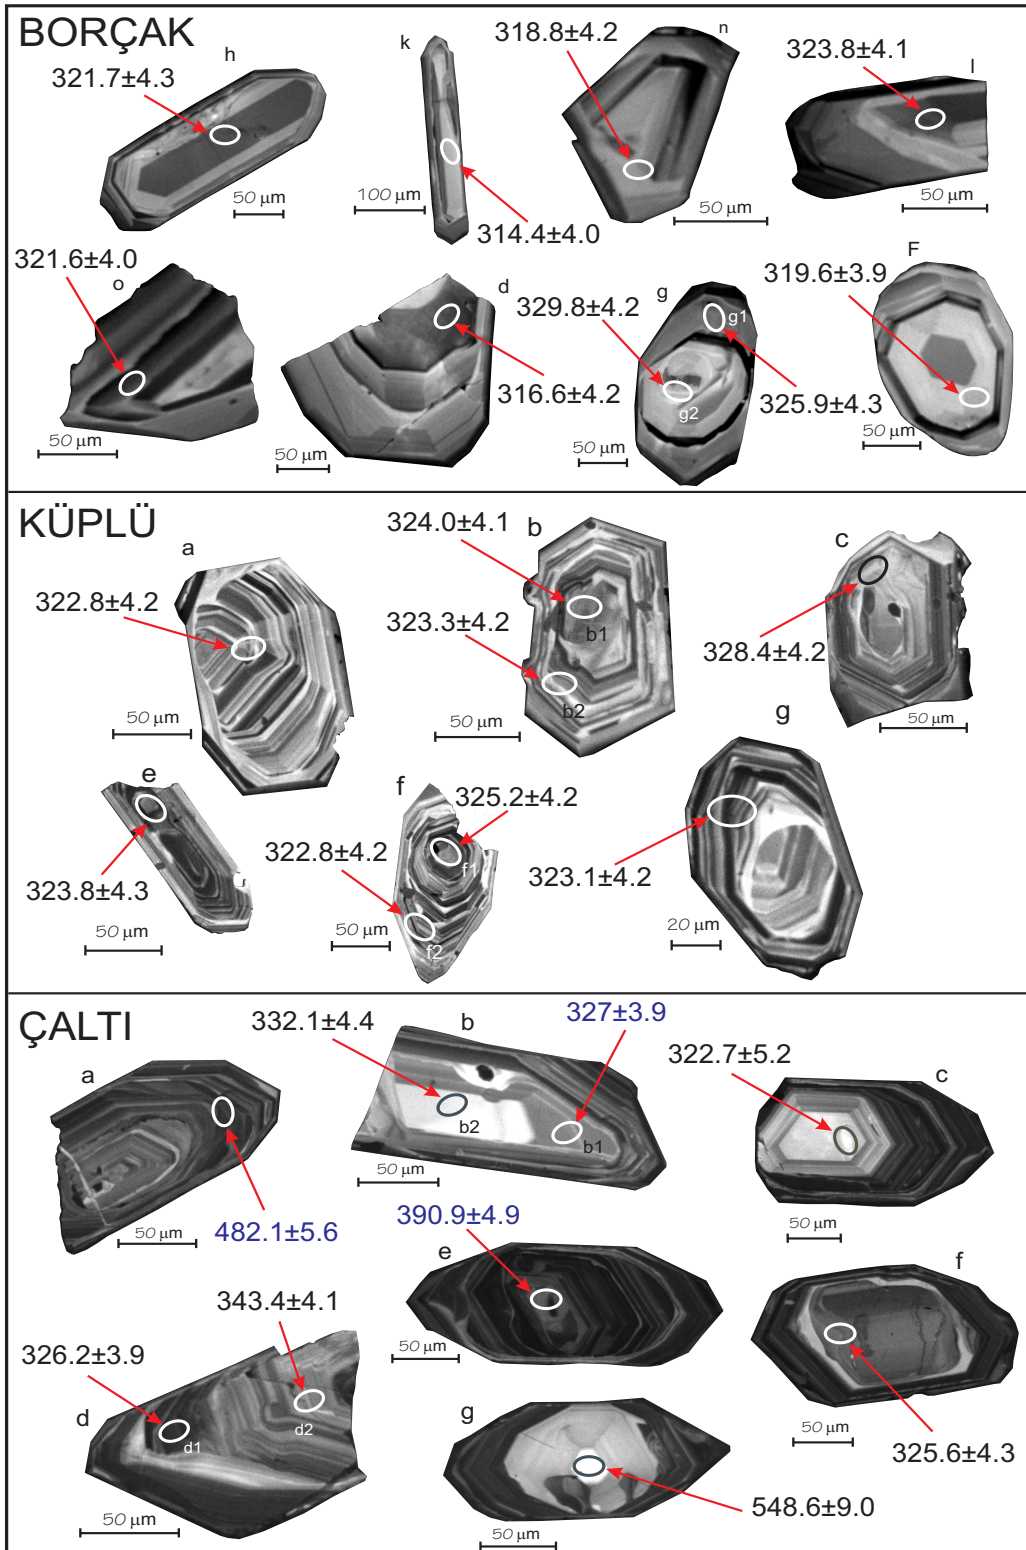 BORÇAK
h
321.7±4.3
50 µm
k
100 µm
314.4±4.0
318.8±4.2
n
50 µm
323.8±4.1
l
50 µm
321.6±4.0
o
50 µm
d
316.6±4.2
50 µm
329.8±4.2
g
g1
g2
325.9±4.3
50 µm
319.6±3.9
F
50 µm
KÜPLÜ
a
322.8±4.2
50 µm
324.0±4.1
b
323.3±4.2
b1
b2
50 µm
c
328.4±4.2
50 µm
e
323.8±4.3
50 µm
f
325.2±4.2
322.8±4.2
f1
f2
50 µm
g
323.1±4.2
20 µm
ÇALTI
a
482.1±5.6
50 µm
332.1±4.4
b
327±3.9
b2
b1
50 µm
322.7±5.2
c
50 µm
343.4±4.1
326.2±3.9
d
d1
d2
50 µm
390.9±4.9
e
50 µm
f
325.6±4.3
50 µm
g
548.6±9.0
50 µm